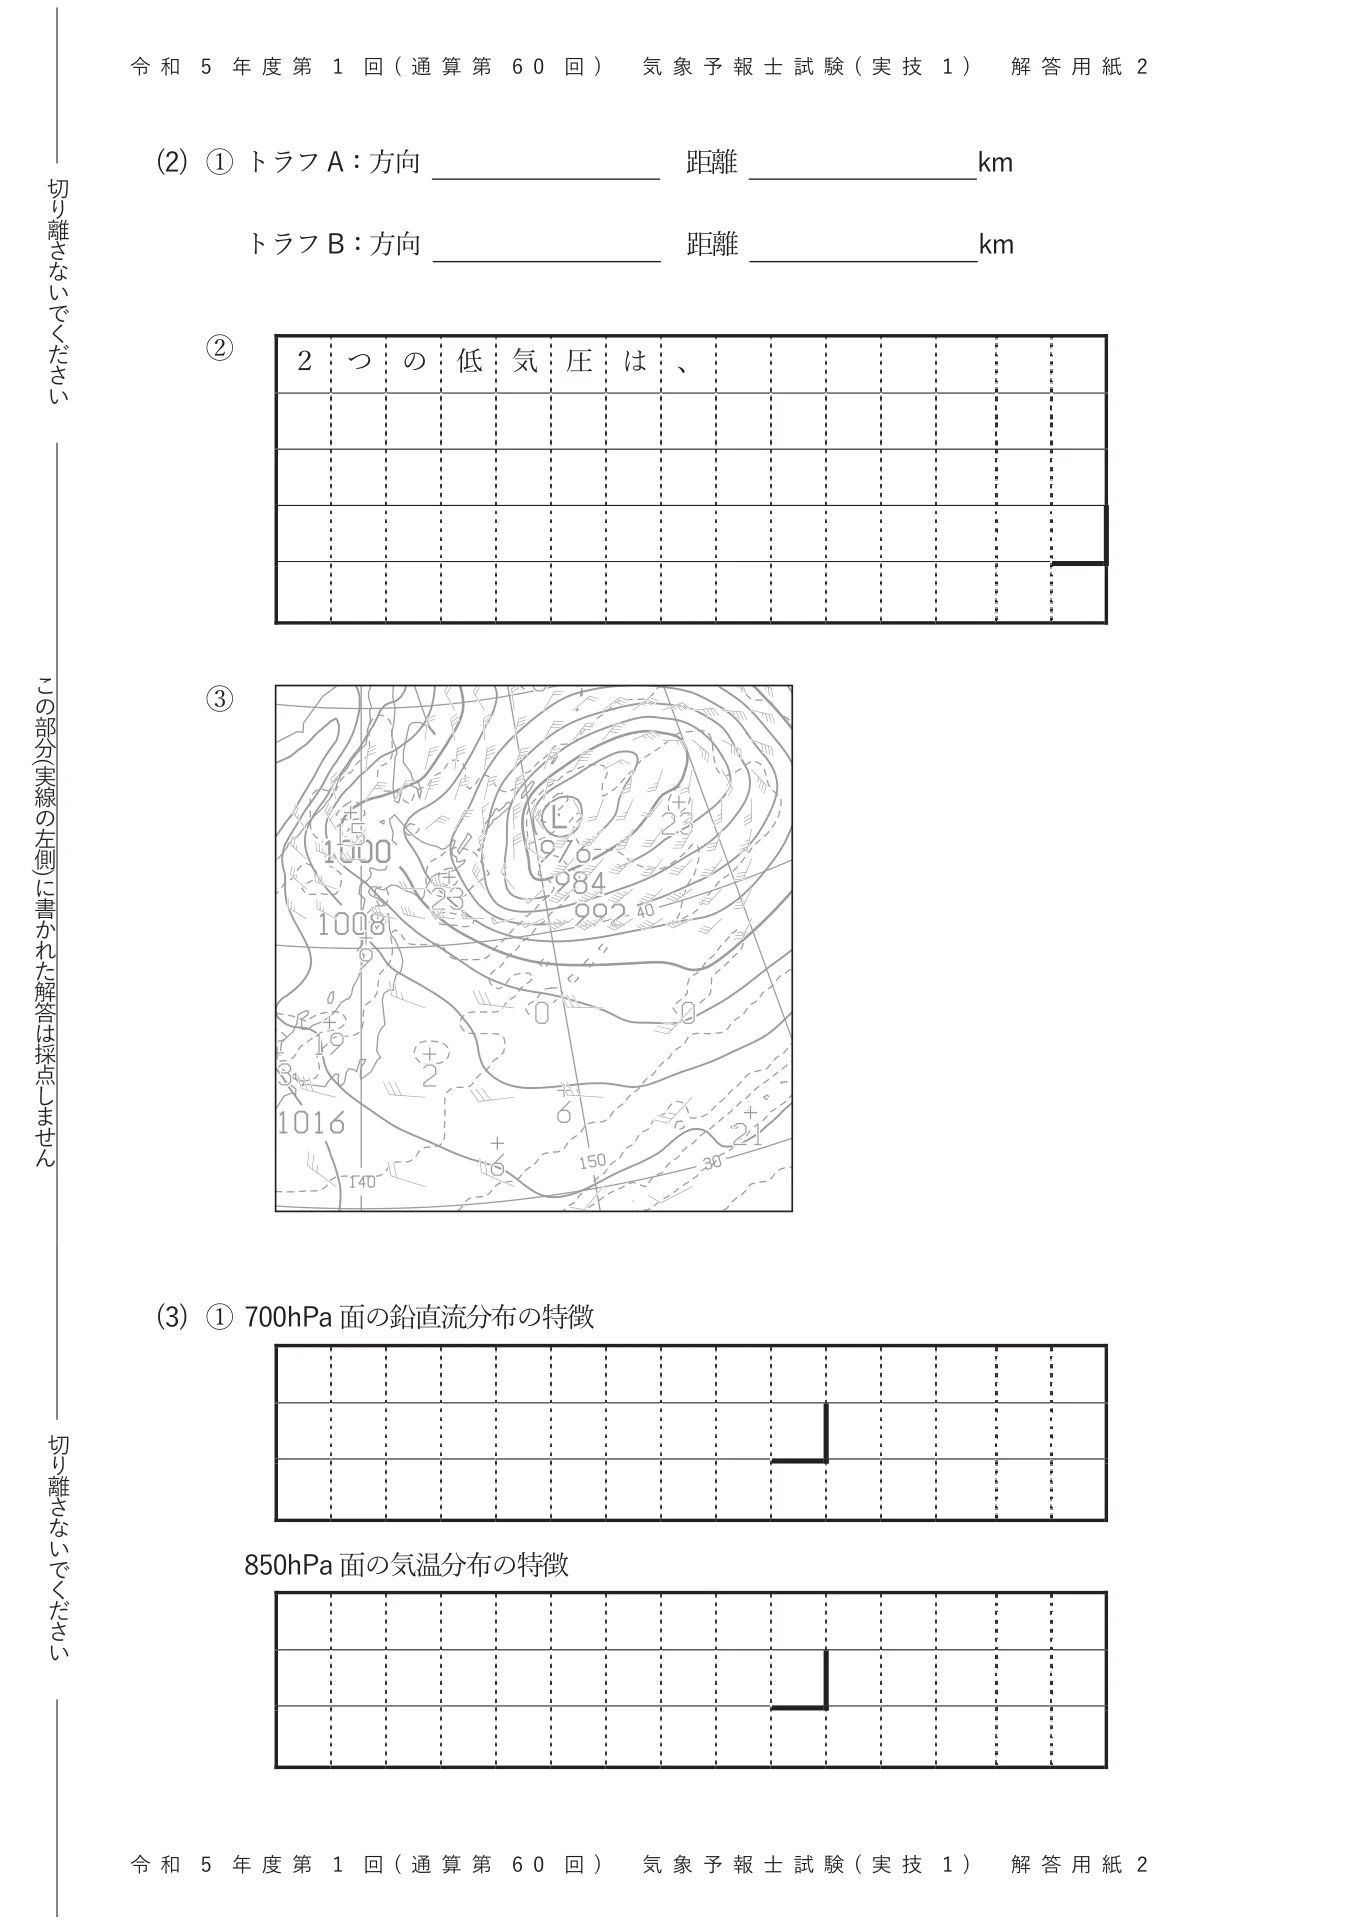 令和5年度第1回(通算第60回) 気象予報士試験(実技1) 解答用紙2
切り離さないでください
この部分(実線の左側)に書かれた解答は採点しません
切り離さないでください
(2) ① トラフA：方向 距離 km
トラフB：方向 距離 km
②
2つの低気圧は、
③
L
23
1000
976
984
23
992 40
1008
0
0 0
19
2
3
6
1016
21
6
150 30
140
(3) ① 700hPa面の鉛直流分布の特徴
850hPa面の気温分布の特徴
令和5年度第1回(通算第60回) 気象予報士試験(実技1) 解答用紙2